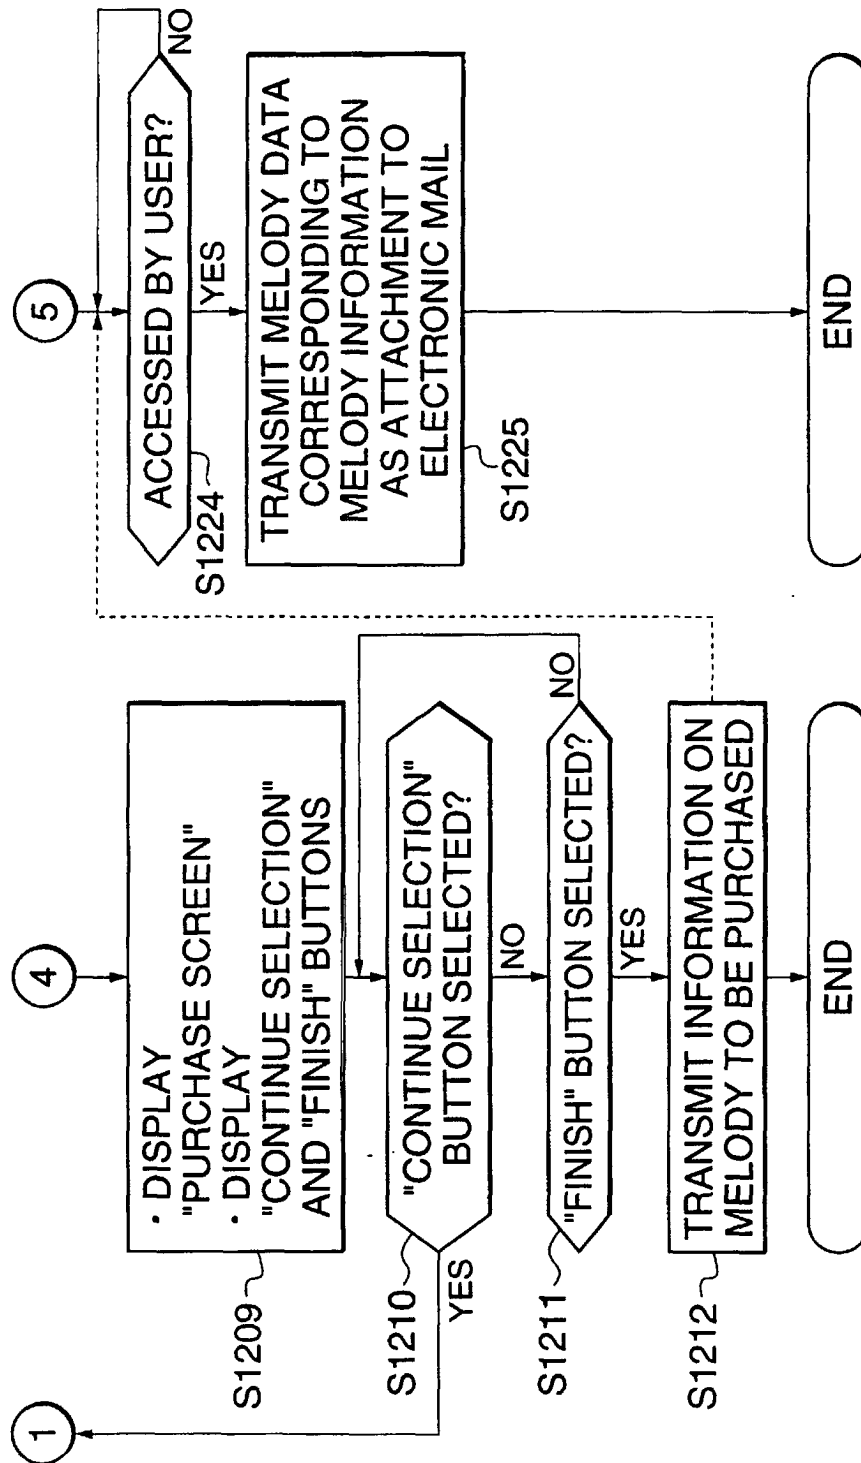 1
4
· DISPLAY
"PURCHASE SCREEN"
· DISPLAY
"CONTINUE SELECTION"
AND "FINISH" BUTTONS
S1209
"CONTINUE SELECTION"
BUTTON SELECTED?
S1210
YES
NO
"FINISH" BUTTON SELECTED?
S1211
NO
YES
TRANSMIT INFORMATION ON
MELODY TO BE PURCHASED
S1212
END
5
ACCESSED BY USER?
S1224
NO
YES
TRANSMIT MELODY DATA
CORRESPONDING TO
MELODY INFORMATION
AS ATTACHMENT TO
ELECTRONIC MAIL
S1225
END